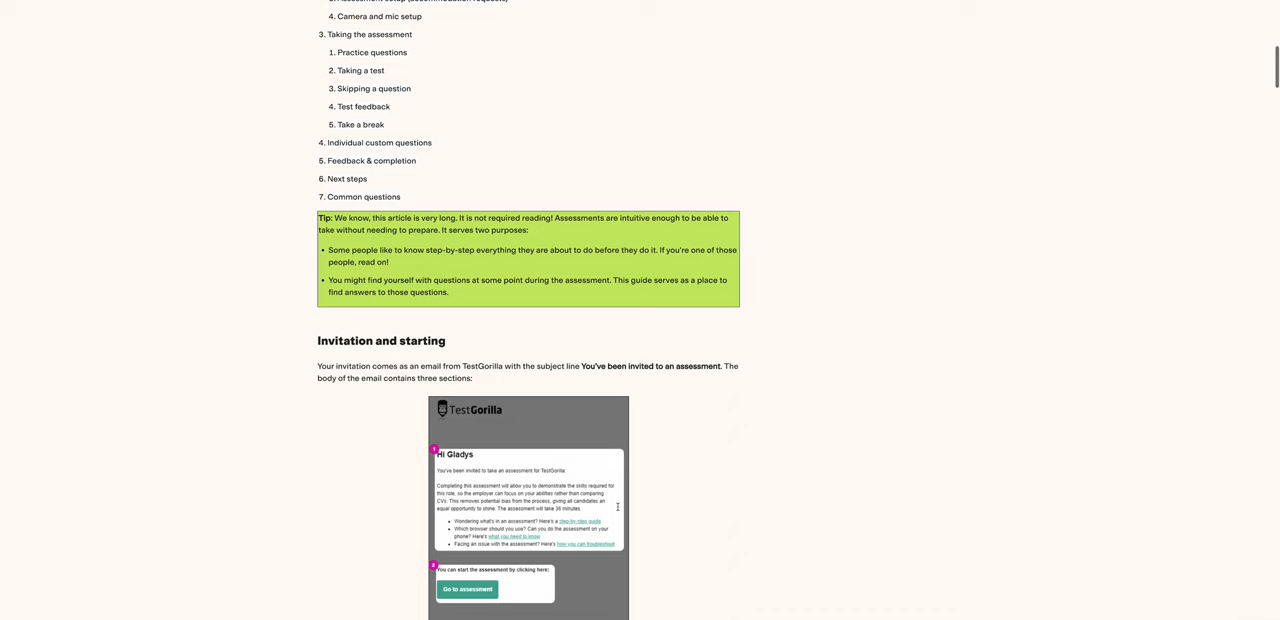 4. Camera and mic setup
3. Taking the assessment
1. Practice questions
2. Taking a test
3. Skipping a question
4. Test feedback
5. Take a break
4. Individual custom questions
5. Feedback & completion
6. Next steps
7. Common questions
Tip: We know, this article is very long. It is not required reading! Assessments are intuitive enough to be able to
take without needing to prepare. It serves two purposes:
• Some people like to know step-by-step everything they are about to do before they do it. If you're one of those
people, read on!
• You might find yourself with questions at some point during the assessment. This guide serves as a place to
find answers to those questions.
Invitation and starting
Your invitation comes as an email from TestGorilla with the subject line You've been invited to an assessment. The
body of the email contains three sections:
TestGorilla
1
Hi Gladys
You've been invited to take an assessment for TestGorilla.
Completing this assessment will allow you to demonstrate the skills required for
this role, so the employer can focus on your abilities rather than comparing
CVs. This removes potential bias from the process, giving all candidates an
equal opportunity to shine. The assessment will take 36 minutes.
• Wondering what's in an assessment? Here's a step-by-step guide
• Which browser should you use? Can you do the assessment on your
phone? Here's what you need to know
• Facing an issue with the assessment? Here's how you can troubleshoot
2
You can start the assessment by clicking here:
Go to assessment